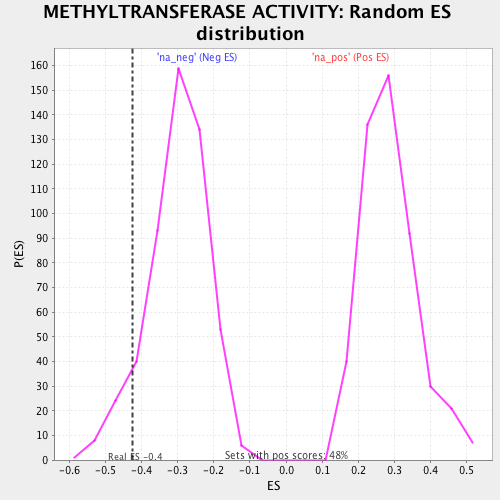 METHYLTRANSFERASE ACTIVITY: Random ES
distribution
'na_neg' (Neg ES)
'na_pos' (Pos ES)
160
150
140
130
120
110
100
90
80
70
60
50
40
30
20
10
0
P(ES)
Real ES -0.4
Sets with pos scores: 48%
-0.6 -0.5 -0.4 -0.3 -0.2 -0.1 0.0 0.1 0.2 0.3 0.4 0.5
ES